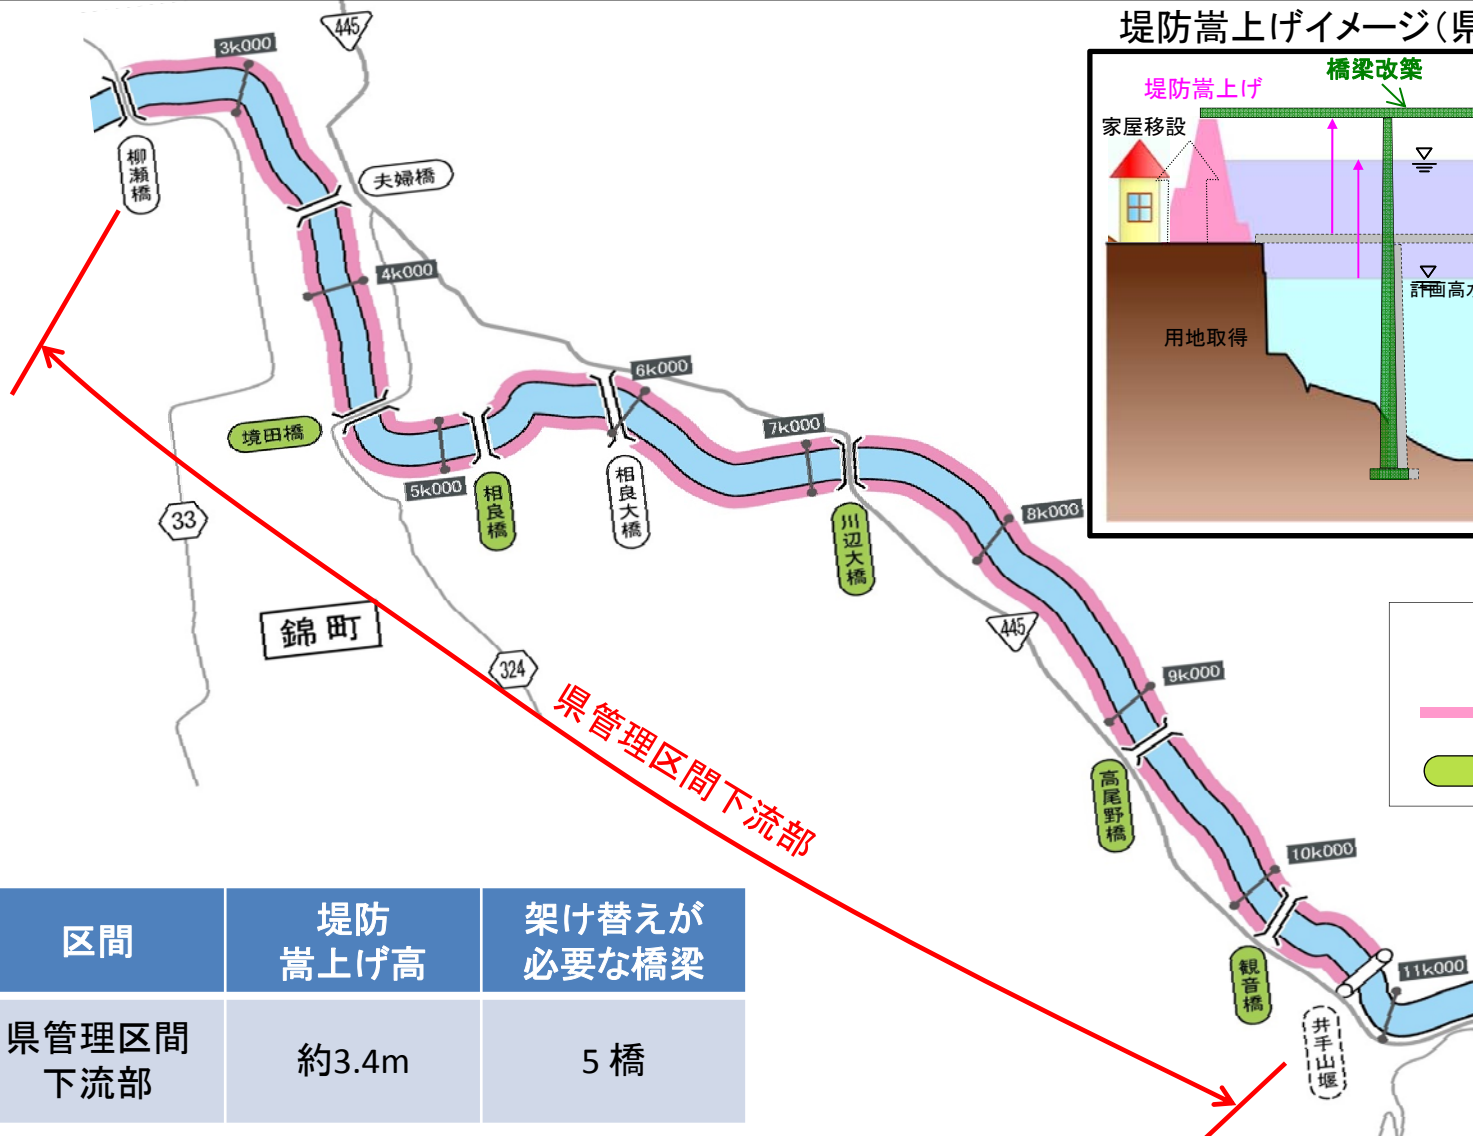 堤防嵩上げイメージ(県
堤防嵩上げ
橋梁改築
家屋移設
計画高水
用地取得
445
3k000
柳瀬橋
夫婦橋
4k000
6k000
7k000
境田橋
5k000
相良橋
相良大橋
川辺大橋
8k000
33
錦町
324
445
9k000
県管理区間下流部
高尾野橋
10k000
観音橋
11k000
井手山堰
区間
堤防
嵩上げ高
架け替えが
必要な橋梁
県管理区間
下流部
約3.4m
5 橋